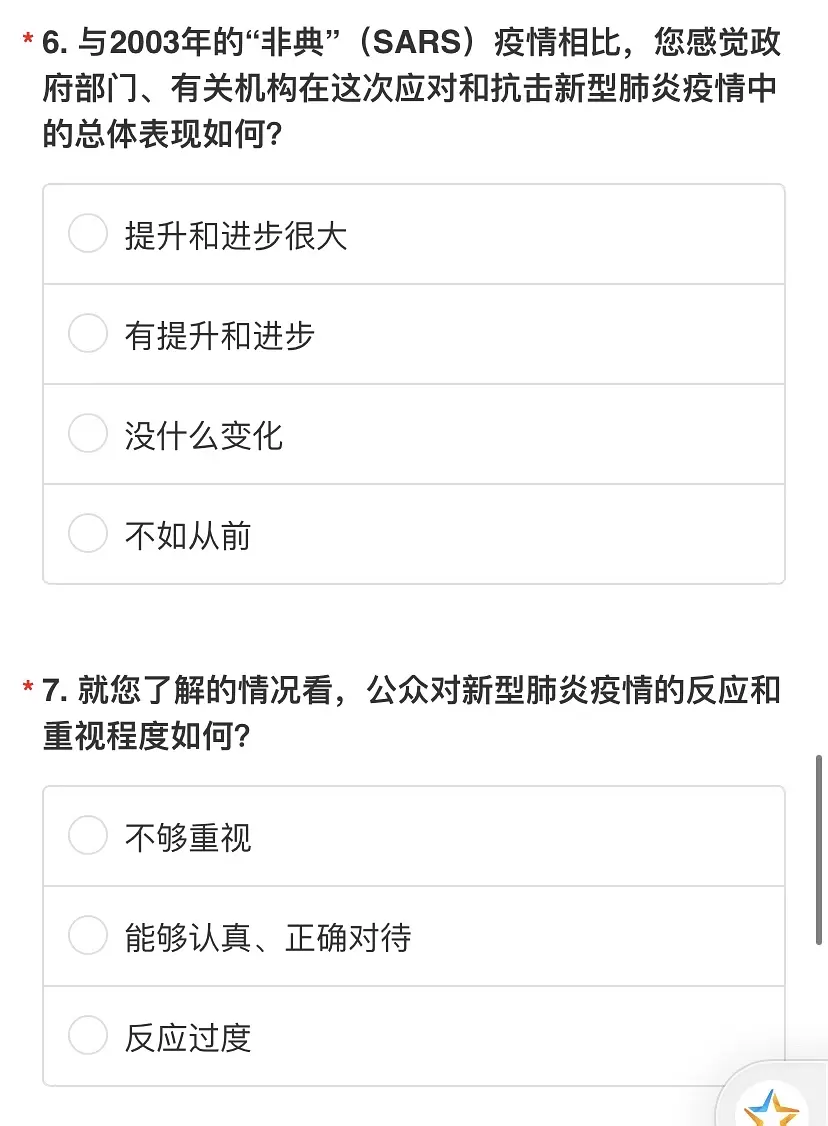 * 6. 与2003年的“非典”（SARS）疫情相比，您感觉政
府部门、有关机构在这次应对和抗击新型肺炎疫情中
的总体表现如何?
提升和进步很大
有提升和进步
没什么变化
不如从前
* 7. 就您了解的情况看，公众对新型肺炎疫情的反应和
重视程度如何?
不够重视
能够认真、正确对待
反应过度